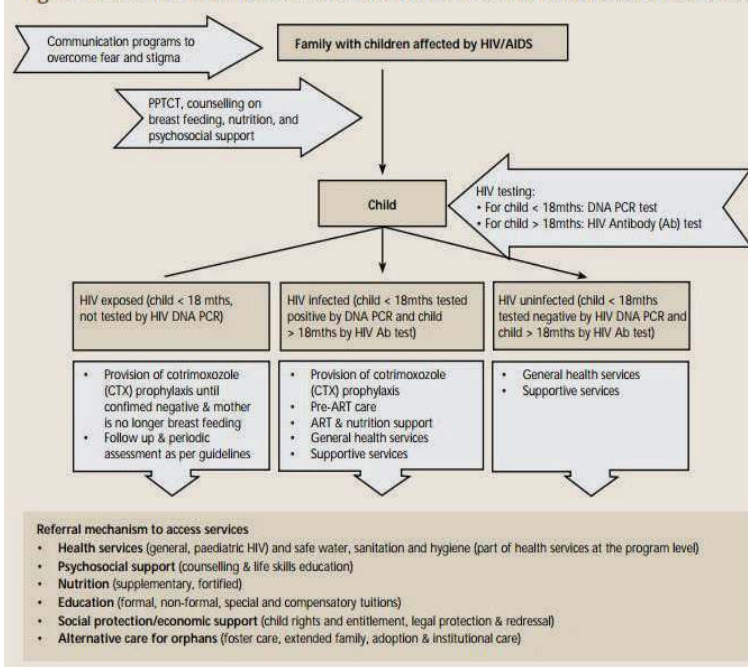 Communication programs to
overcome fear and stigma
Family with children affected by HIV/AIDS
PPTCT, counselling on
breast feeding, nutrition, and
psychosocial support
Child
HIV testing:
• For child < 18mths: DNA PCR test
• For child > 18mths: HIV Antibody (Ab) test
HIV exposed (child < 18 mths,
not tested by HIV DNA PCR)
HIV infected (child < 18mths tested
positive by DNA PCR and child
> 18mths by HIV Ab test)
HIV uninfected (child < 18mths
tested negative by HIV DNA PCR and
child > 18mths by HIV Ab test)
• Provision of cotrimoxozole
(CTX) prophylaxis until
confimed negative & mother
is no longer breast feeding
• Follow up & periodic
assessment as per guidelines
• Provision of cotrimoxozole
(CTX) prophylaxis
• Pre-ART care
• ART & nutrition support
• General health services
• Supportive services
• General health services
• Supportive services
Referral mechanism to access services
• Health services (general, paediatric HIV) and safe water, sanitation and hygiene (part of health services at the program level)
• Psychosocial support (counselling & life skills education)
• Nutrition (supplementary, fortified)
• Education (formal, non-formal, special and compensatory tuitions)
• Social protection/economic support (child rights and entitlement, legal protection & redressal)
• Alternative care for orphans (foster care, extended family, adoption & institutional care)